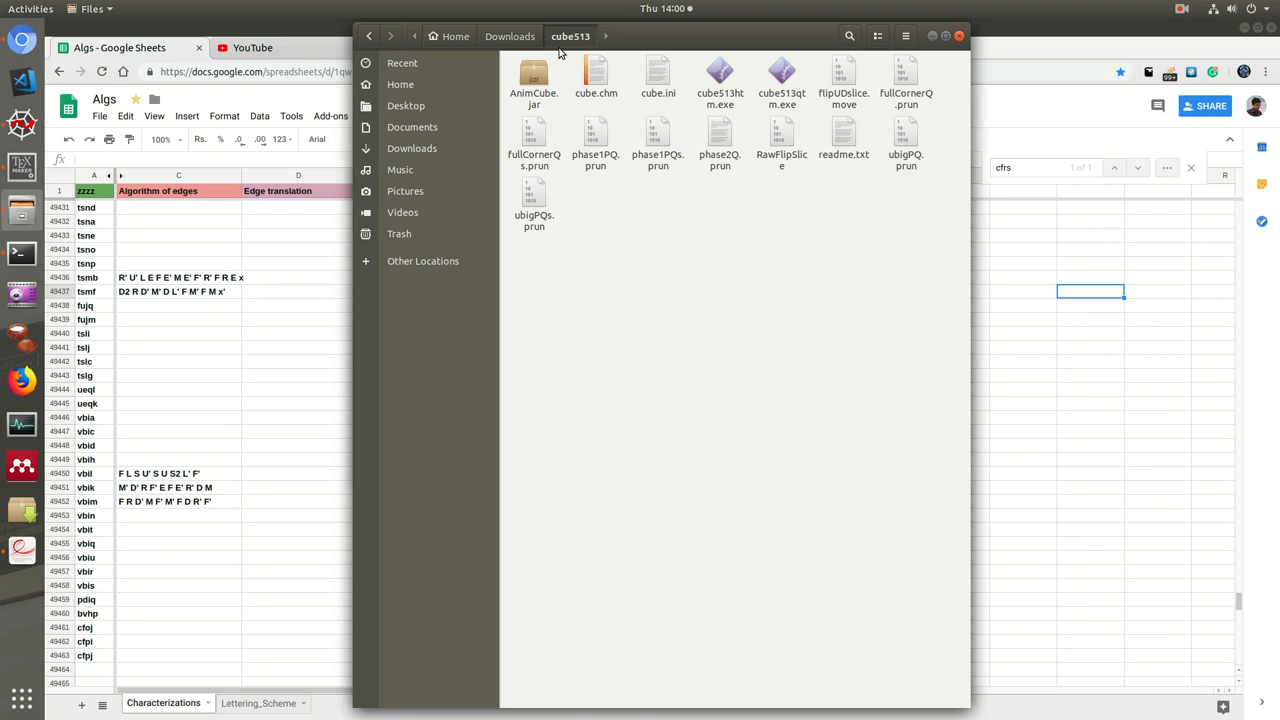 Activities
Files
Thu 14:00
Algs - Google Sheets
YouTube
https://docs.google.com/spreadsheets/d/1qw
Algs
File Edit View Insert Format Data Tools Add-ons
SHARE
100%
Rs. % .0 .00 123
Arial
fx
cfrs
1 of 1
A C D R
1 zzzz Algorithm of edges Edge translation
49431 tsnd
49432 tsna
49433 tsne
49434 tsno
49435 tsnp
49436 tsmb R' U' L E F E' M E' F' R' F R E x
49437 tsmf D2 R D' M' D L' F M' F M x'
49438 fujq
49439 fujm
49440 tsli
49441 tslj
49442 tslc
49443 tslg
49444 ueql
49445 ueqk
49446 vbia
49447 vbic
49448 vbid
49449 vbih
49450 vbil F L S U' S U S2 L' F'
49451 vbik M' D' R F' E F E' R' D M
49452 vbim F R D' M F' M' F D R' F'
49453 vbin
49454 vbit
49455 vbiq
49456 vbiu
49457 vbir
49458 vbis
49459 pdiq
49460 bvhp
49461 cfoj
49462 cfpi
49463 cfpj
49464
49465
Characterizations
Lettering_Scheme
Home
Downloads
cube513
Recent
Home
Desktop
Documents
Downloads
Music
Pictures
Videos
Trash
Other Locations
AnimCube.jar
cube.chm
cube.ini
cube513htm.exe
cube513qtm.exe
flipUDslice.move
fullCornerQ.prun
fullCornerQs.prun
phase1PQ.prun
phase1PQs.prun
phase2Q.prun
RawFlipSlice
readme.txt
ubigPQ.prun
ubigPQs.prun
99+
TEX
MAKER